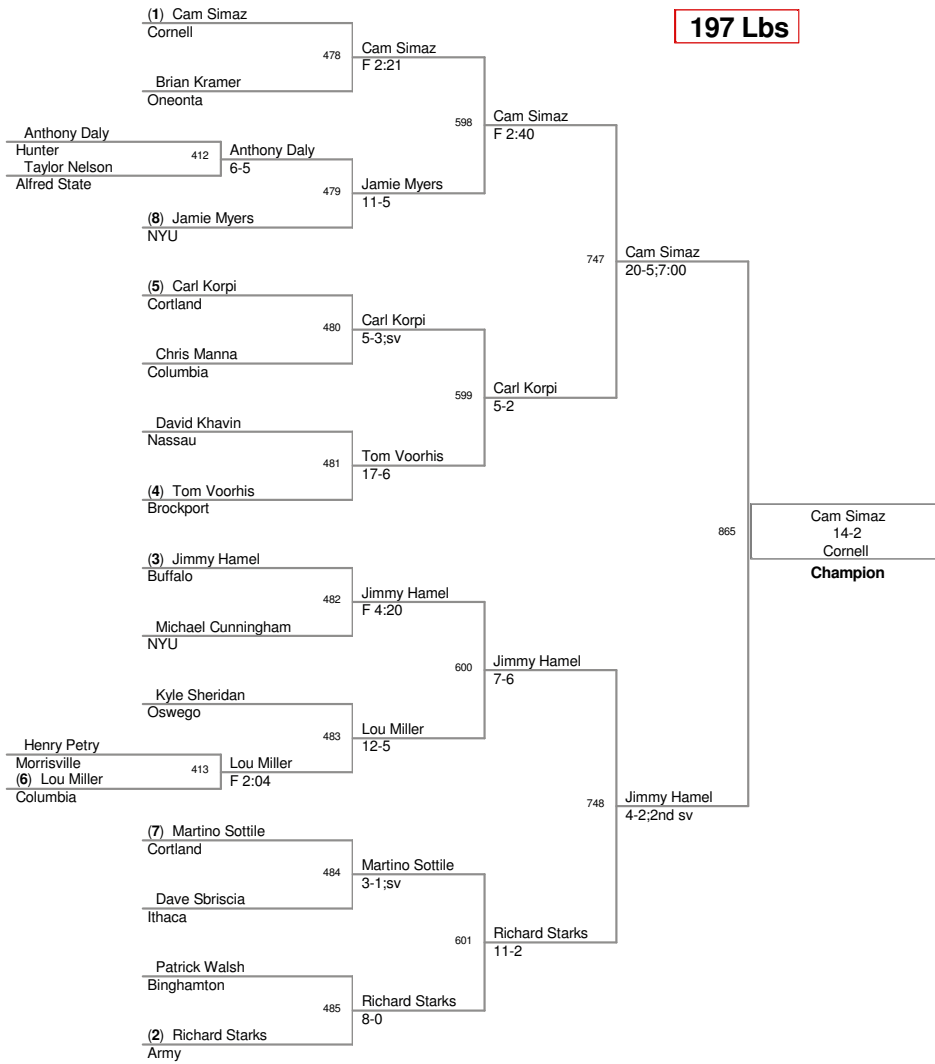 197 Lbs
(1) Cam Simaz
Cornell
478
Cam Simaz
F 2:21
Brian Kramer
Oneonta
598
Cam Simaz
F 2:40
Anthony Daly
Hunter
412
Anthony Daly
6-5
Taylor Nelson
Alfred State
479
Jamie Myers
11-5
(8) Jamie Myers
NYU
747
Cam Simaz
20-5;7:00
(5) Carl Korpi
Cortland
480
Carl Korpi
5-3;sv
Chris Manna
Columbia
599
Carl Korpi
5-2
David Khavin
Nassau
481
Tom Voorhis
17-6
(4) Tom Voorhis
Brockport
865
Cam Simaz
14-2
Cornell
Champion
(3) Jimmy Hamel
Buffalo
482
Jimmy Hamel
F 4:20
Michael Cunningham
NYU
600
Jimmy Hamel
7-6
Kyle Sheridan
Oswego
483
Lou Miller
12-5
Henry Petry
Morrisville
413
Lou Miller
F 2:04
(6) Lou Miller
Columbia
748
Jimmy Hamel
4-2;2nd sv
(7) Martino Sottile
Cortland
484
Martino Sottile
3-1;sv
Dave Sbriscia
Ithaca
601
Richard Starks
11-2
Patrick Walsh
Binghamton
485
Richard Starks
8-0
(2) Richard Starks
Army